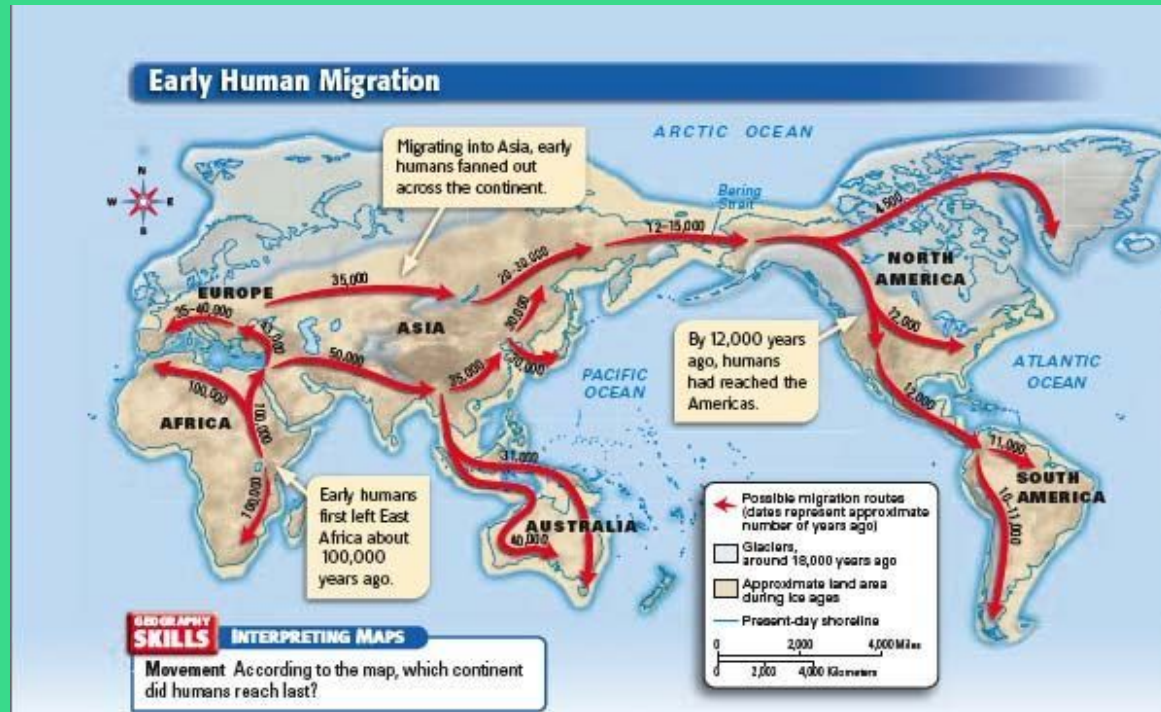 Early Human Migration
ARCTIC OCEAN
Migrating into Asia, early
humans fanned out
across the continent.
N
W
E
S
Bering
Strait
4,500
12-15,000
NORTH
AMERICA
20-30,000
35,000
EUROPE
35-40,000
43,000
ASIA
30,000
12,000
By 12,000 years
ago, humans
had reached the
Americas.
50,000
35,000
30,000
PACIFIC
OCEAN
ATLANTIC
OCEAN
100,000
AFRICA
100,000
12,000
11,000
31,000
SOUTH
AMERICA
10-11,000
100,000
Early humans
first left East
Africa about
100,000
years ago.
AUSTRALIA
40,000
Possible migration routes
(dates represent approximate
number of years ago)
Glaciers,
around 18,000 years ago
Approximate land area
during ice ages
Present-day shoreline
0 2,000 4,000 Miles
0 2,000 4,000 Kilometers
GEOGRAPHY
SKILLS INTERPRETING MAPS
Movement According to the map, which continent
did humans reach last?